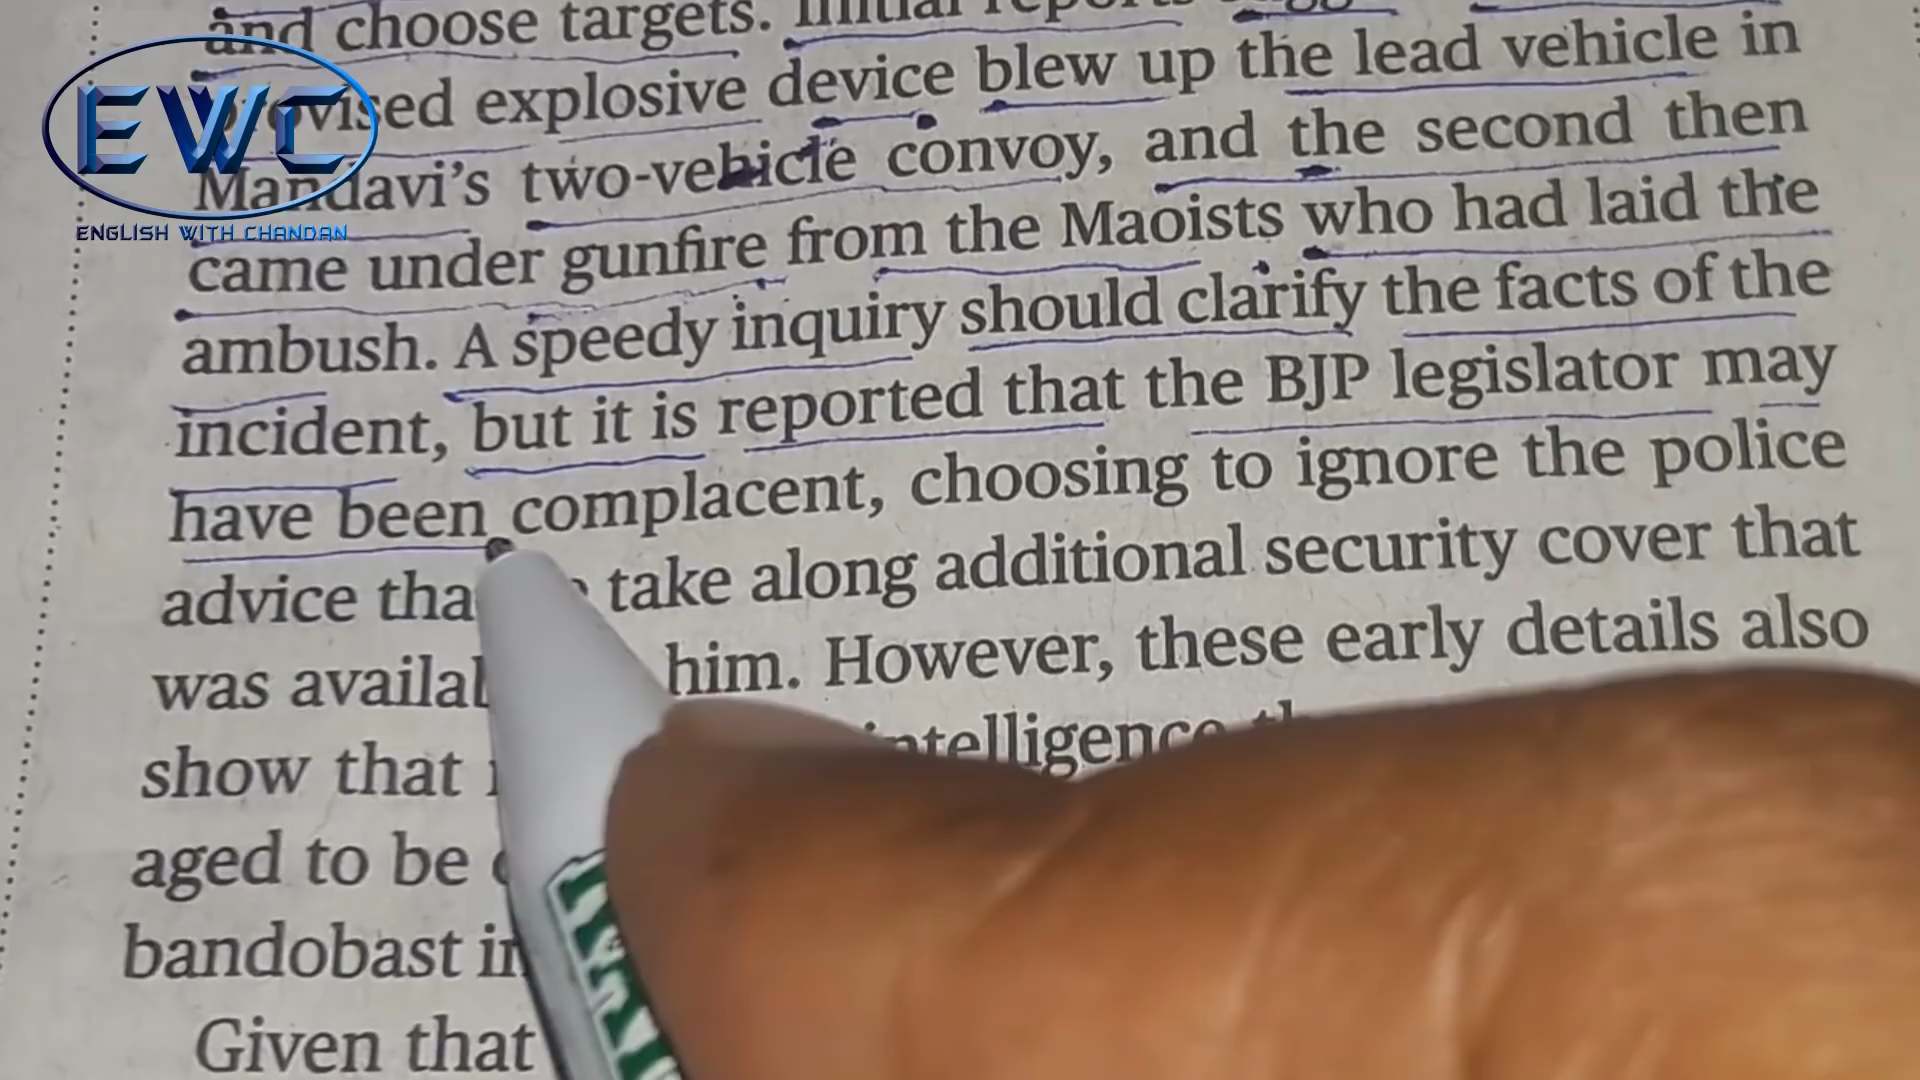 and choose targets. Initial reports
EWC
ENGLISH WITH CHANDAN
explosive device blew up the lead vehicle in
Mandavi's two-vehicle convoy, and the second then
came under gunfire from the Maoists who had laid the
ambush. A speedy inquiry should clarify the facts of the
incident, but it is reported that the BJP legislator may
have been complacent, choosing to ignore the police
advice take along additional security cover that
was him. However, these early details also
show that intelligence
aged to be
bandobast
Given that